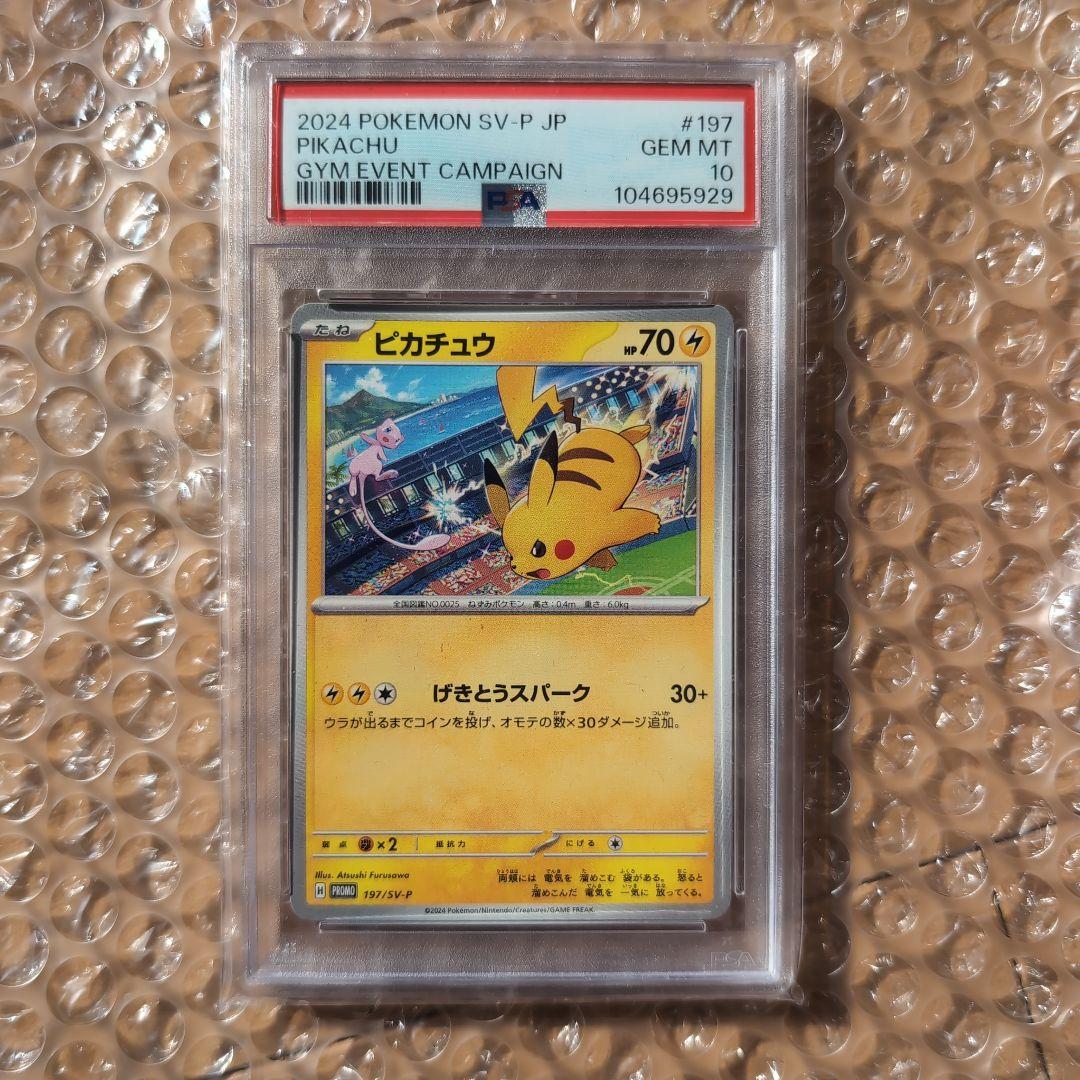 2024 POKEMON SV-P JP #197
PIKACHU GEM MT
GYM EVENT CAMPAIGN 10
PSA 104695929
たね ピカチュウ HP70
全国図鑑NO.0025 ねずみポケモン 高さ:0.4m 重さ:6.0kg
げきとうスパーク 30+
ウラが出るまでコインを投げ、オモテの数×30ダメージ追加。
弱点 ×2 抵抗力 にげる
Illus. Atsushi Furusawa
両頬には 電気を 溜めこむ 袋がある。 怒ると
溜めこんだ 電気を 一気に 放ってくる。
H PROMO 197/SV-P
©2024 Pokémon/Nintendo/Creatures/GAME FREAK.
PSA